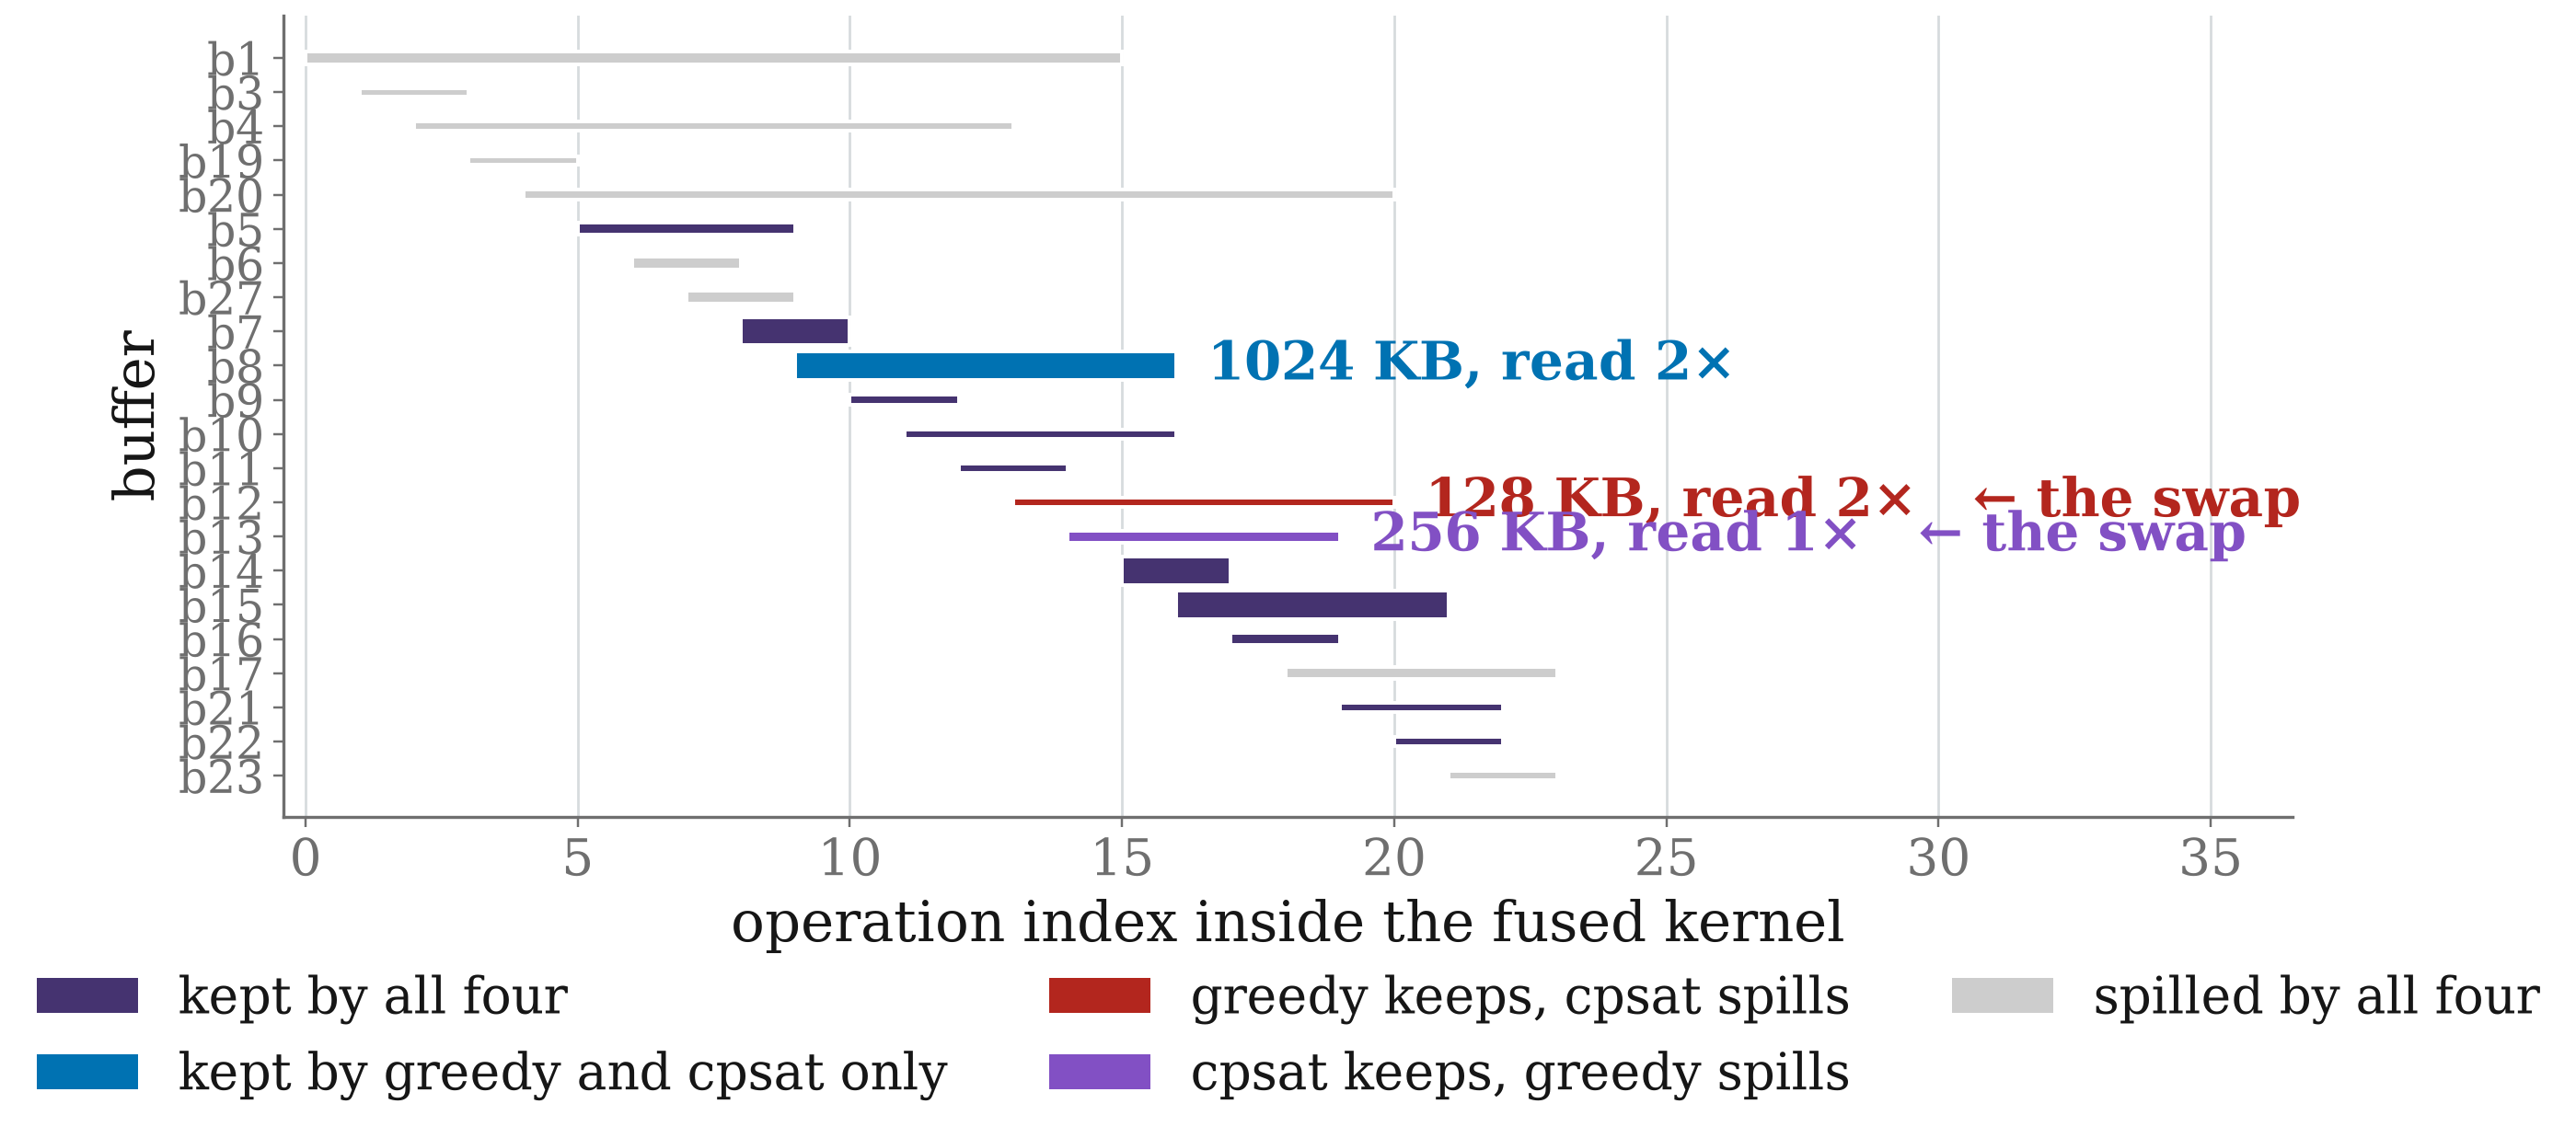 b1
b3
b4
b19
b20
b5
b6
b27
b7
b8 1024 KB, read 2×
b9
b10
b11
b12 128 KB, read 2× ← the swap
b13 256 KB, read 1× ← the swap
b14
b15
b16
b17
b21
b22
b23
buffer
0 5 10 15 20 25 30 35
operation index inside the fused kernel
kept by all four
kept by greedy and cpsat only
greedy keeps, cpsat spills
cpsat keeps, greedy spills
spilled by all four